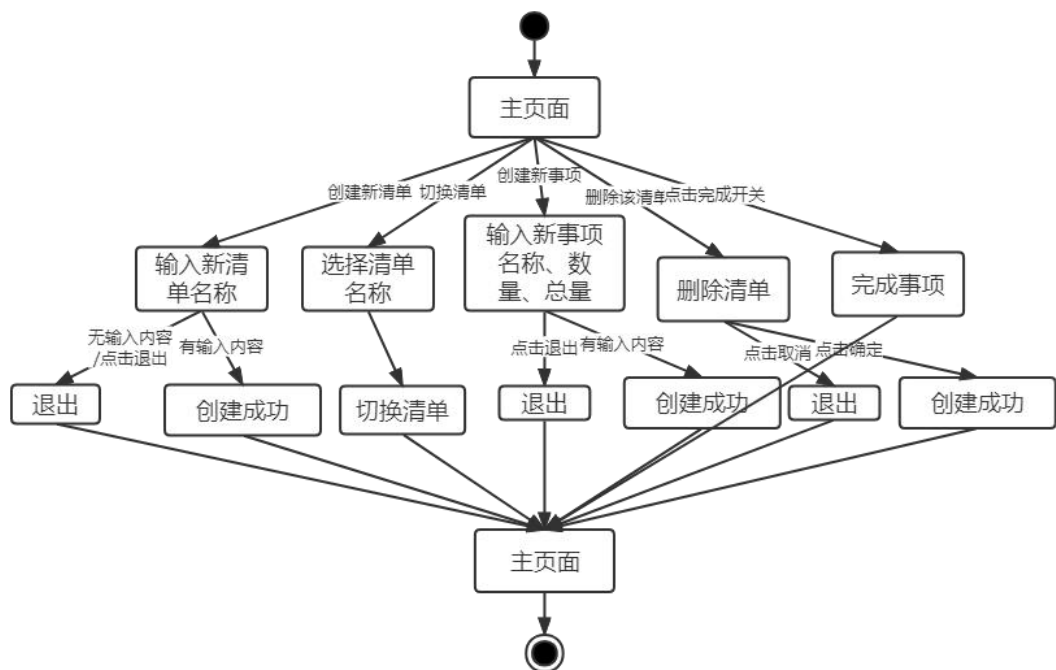 主页面
创建新清单
切换清单
创建新事项
删除该清单
点击完成开关
输入新清
单名称
选择清单
名称
输入新事项
名称、数
量、总量
删除清单
完成事项
无输入内容
/点击退出
有输入内容
点击退出
有输入内容
点击取消
点击确定
退出
创建成功
切换清单
退出
创建成功
退出
创建成功
主页面